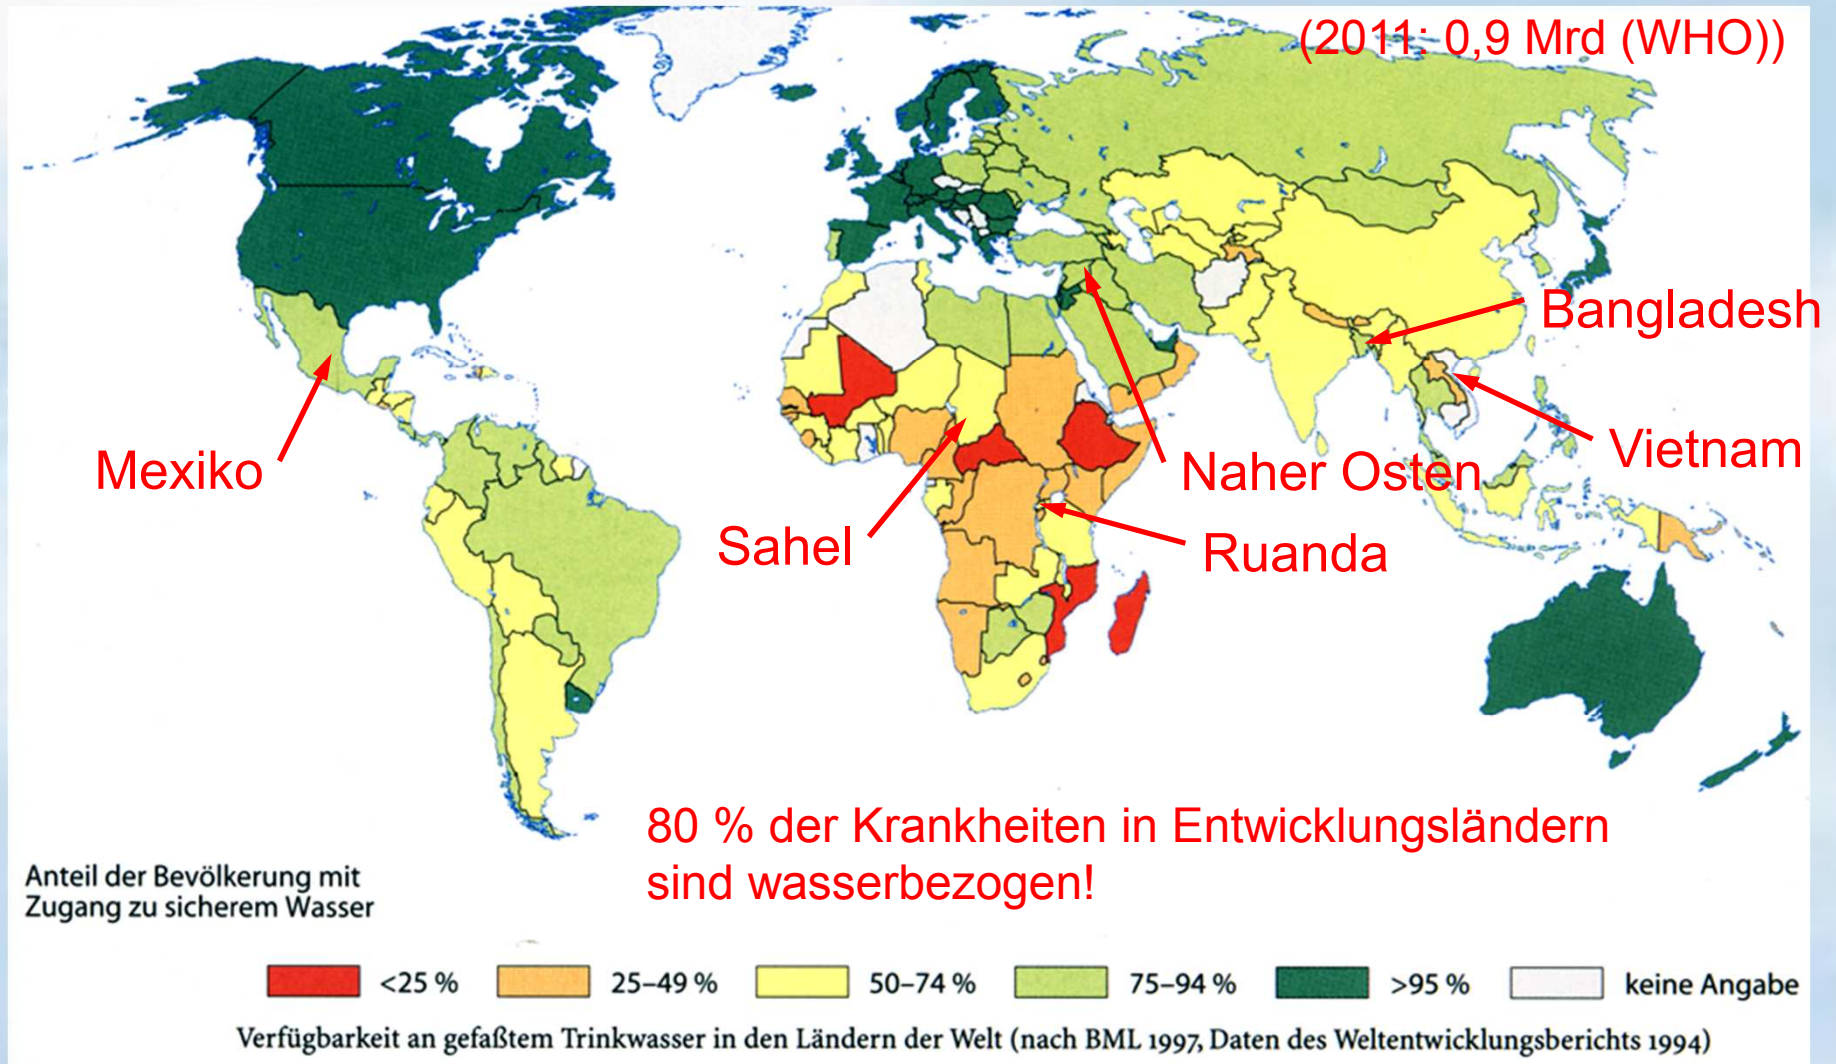 (2011: 0,9 Mrd (WHO))
Bangladesh
Mexiko
Naher Osten
Vietnam
Sahel
Ruanda
80 % der Krankheiten in Entwicklungsländern
sind wasserbezogen!
Anteil der Bevölkerung mit
Zugang zu sicherem Wasser
<25 % 25–49 % 50–74 % 75–94 % >95 % keine Angabe
Verfügbarkeit an gefaßtem Trinkwasser in den Ländern der Welt (nach BML 1997, Daten des Weltentwicklungsberichts 1994)